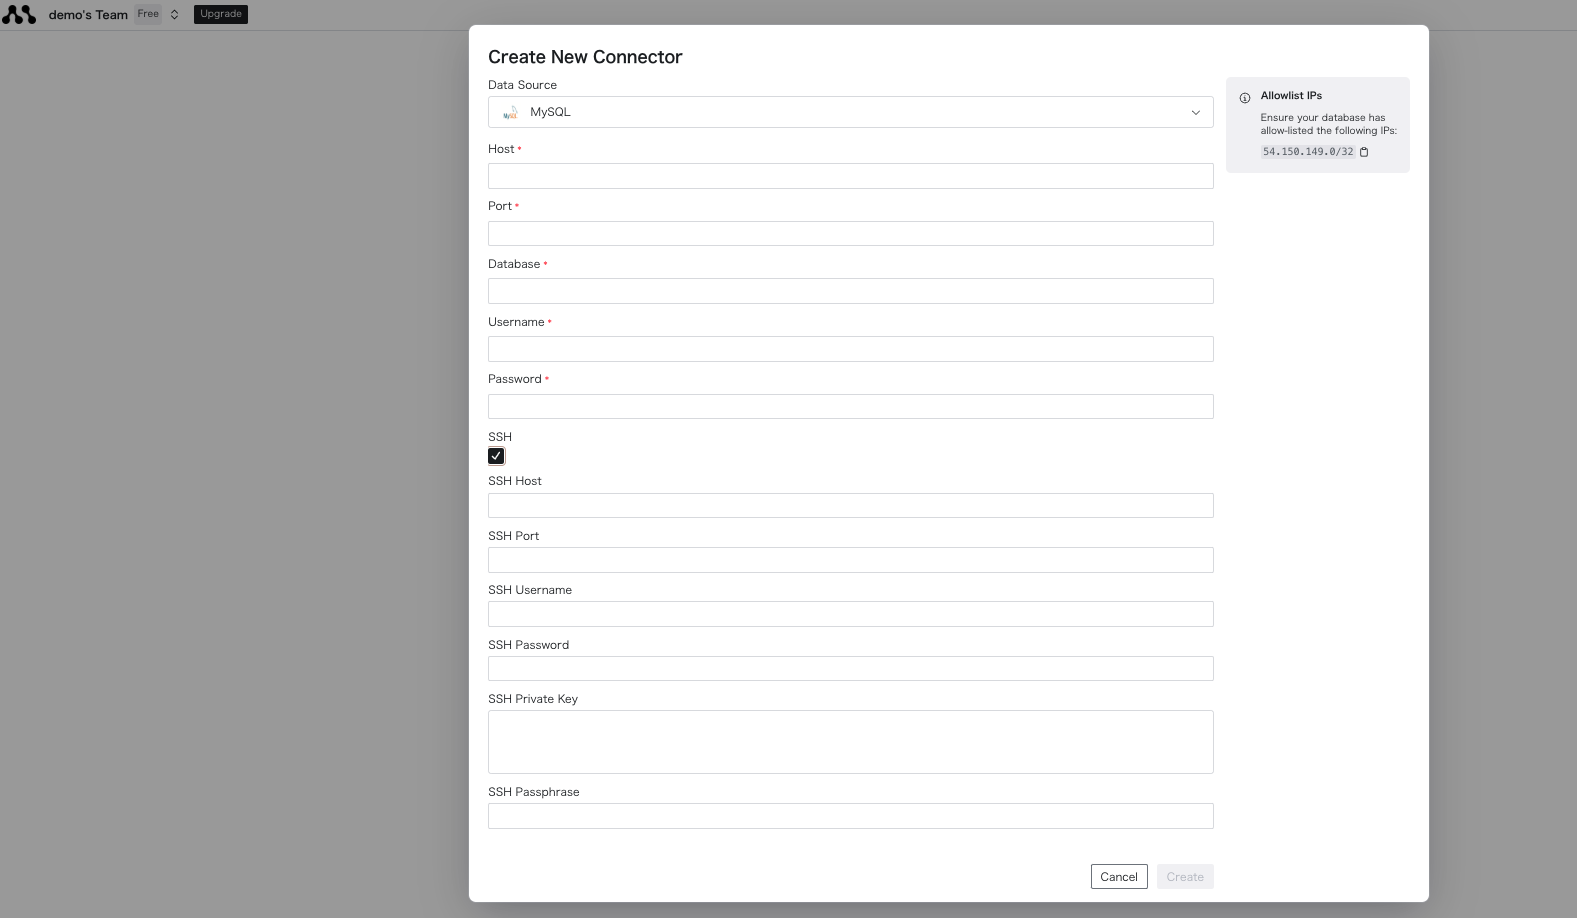 demo's Team Free Upgrade
Create New Connector
Data Source
MySQL MySQL
Host *
Port *
Database *
Username *
Password *
SSH
SSH Host
SSH Port
SSH Username
SSH Password
SSH Private Key
SSH Passphrase
Cancel Create
Allowlist IPs
Ensure your database has
allow-listed the following IPs:
54.150.149.0/32